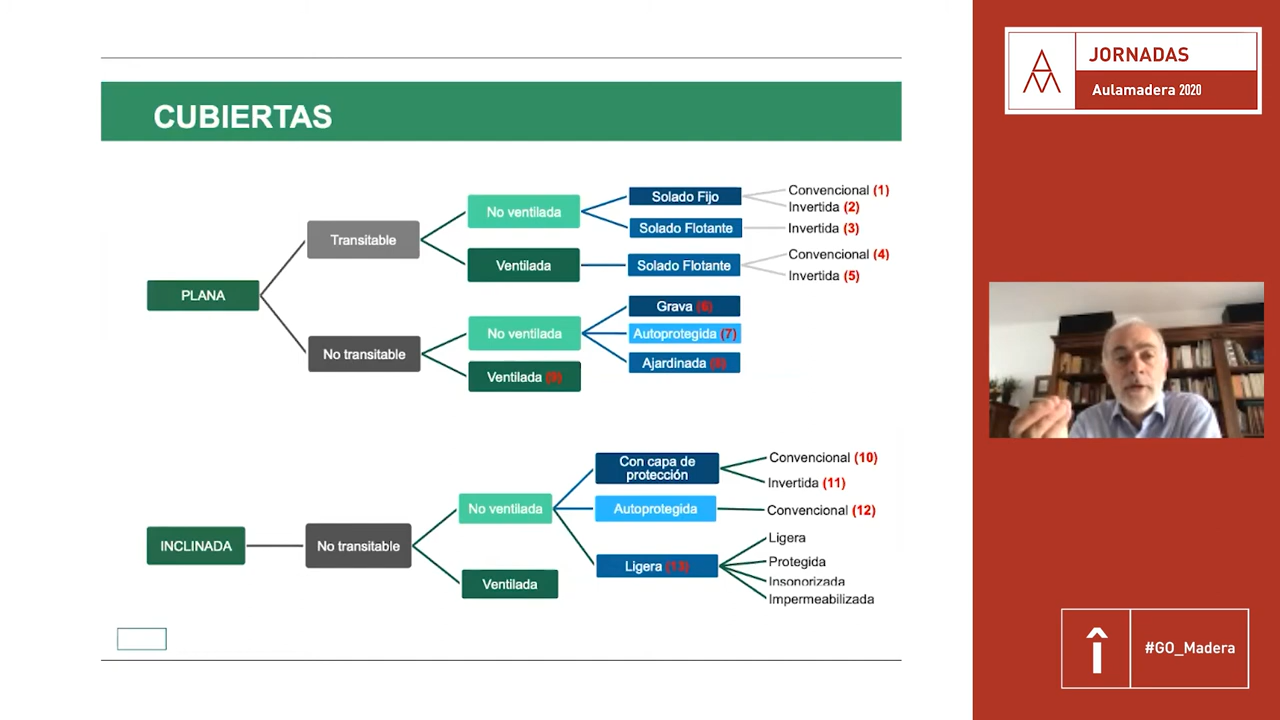 CUBIERTAS
PLANA
Transitable
No ventilada
Solado Fijo
Convencional (1)
Invertida (2)
Solado Flotante
Invertida (3)
Ventilada
Solado Flotante
Convencional (4)
Invertida (5)
No transitable
No ventilada
Grava (6)
Autoprotegida (7)
Ajardinada (8)
Ventilada (9)
INCLINADA
No transitable
No ventilada
Con capa de
protección
Convencional (10)
Invertida (11)
Autoprotegida
Convencional (12)
Ligera (13)
Ligera
Protegida
Insonorizada
Impermeabilizada
Ventilada
JORNADAS
Aulamadera 2020
#GO_Madera